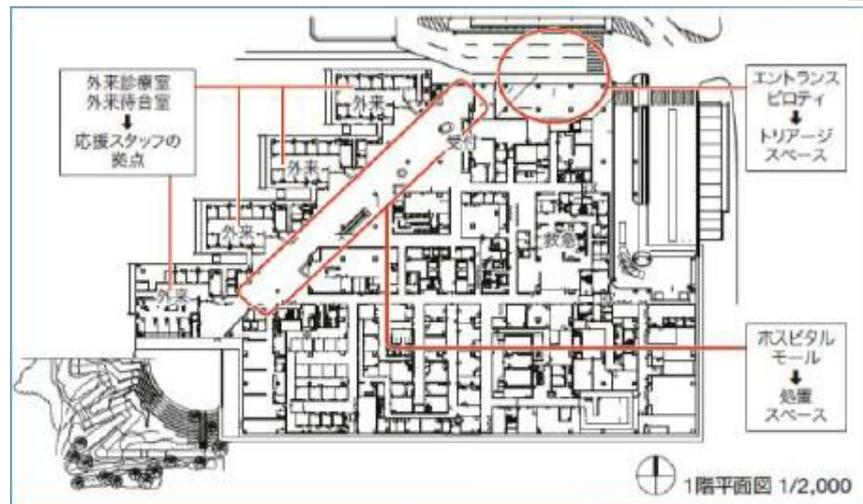 外来診療室
外来待合室
↓
応援スタッフの
拠点
外来
外来
外来
外来
受付
救急
エントランス
ピロティ
↓
トリアージ
スペース
ホスピタル
モール
↓
処置
スペース
1階平面図 1/2,000